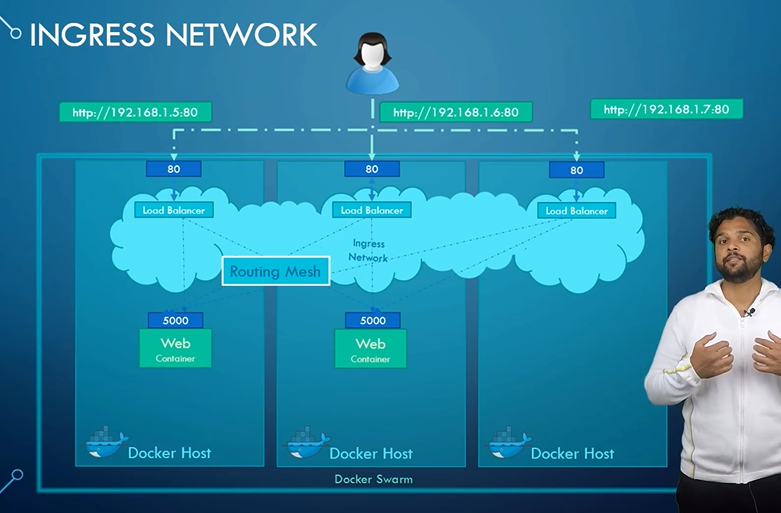 INGRESS NETWORK
http://192.168.1.5:80
http://192.168.1.6:80
http://192.168.1.7:80
80
80
80
Load Balancer
Load Balancer
Load Balancer
Ingress
Network
Routing Mesh
5000
5000
Web
Container
Web
Container
Docker Host
Docker Host
Docker Host
Docker Swarm